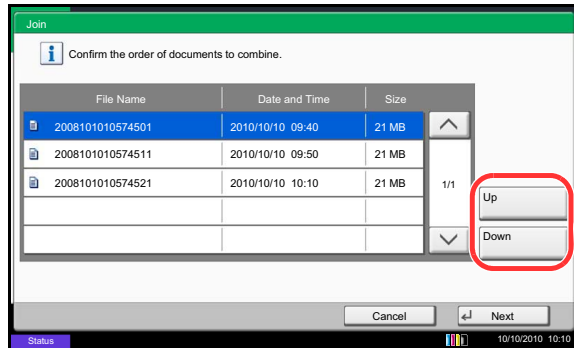 Join
i Confirm the order of documents to combine.
File Name Date and Time Size
2008101010574501 2010/10/10 09:40 21 MB
2008101010574511 2010/10/10 09:50 21 MB
2008101010574521 2010/10/10 10:10 21 MB 1/1
Up
Down
Cancel Next
Status 10/10/2010 10:10